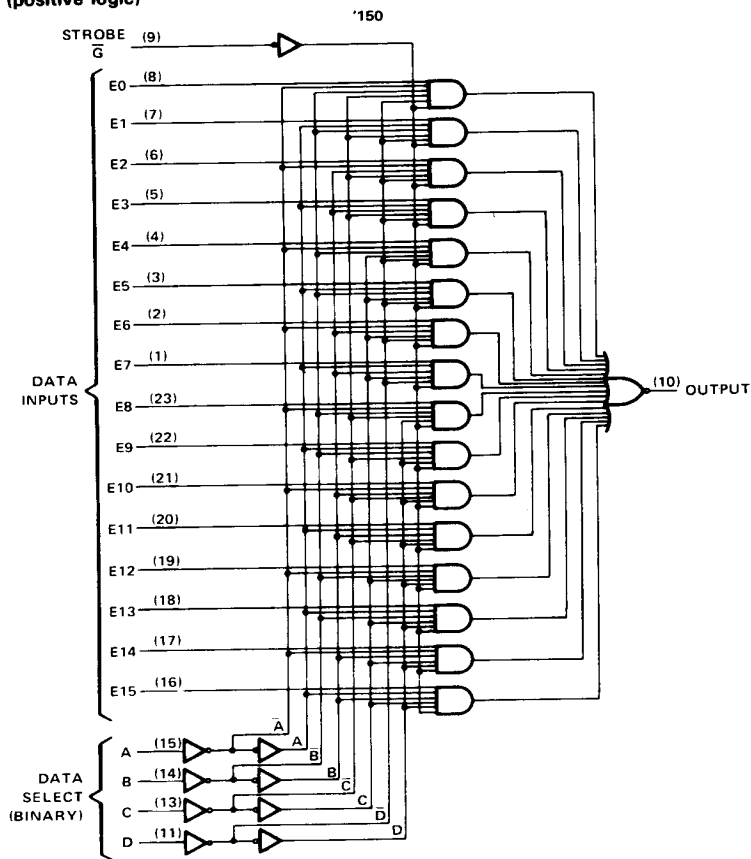 (positive logic)
'150
STROBE
G̅ (9)
E0 (8)
E1 (7)
E2 (6)
E3 (5)
E4 (4)
E5 (3)
E6 (2)
E7 (1)
DATA
INPUTS
(10) OUTPUT
E8 (23)
E9 (22)
E10 (21)
E11 (20)
E12 (19)
E13 (18)
E14 (17)
E15 (16)
A̅
A (15) A
B̅
B (14) B
C̅
DATA
SELECT
(BINARY)
C (13) C
D̅
D (11) D